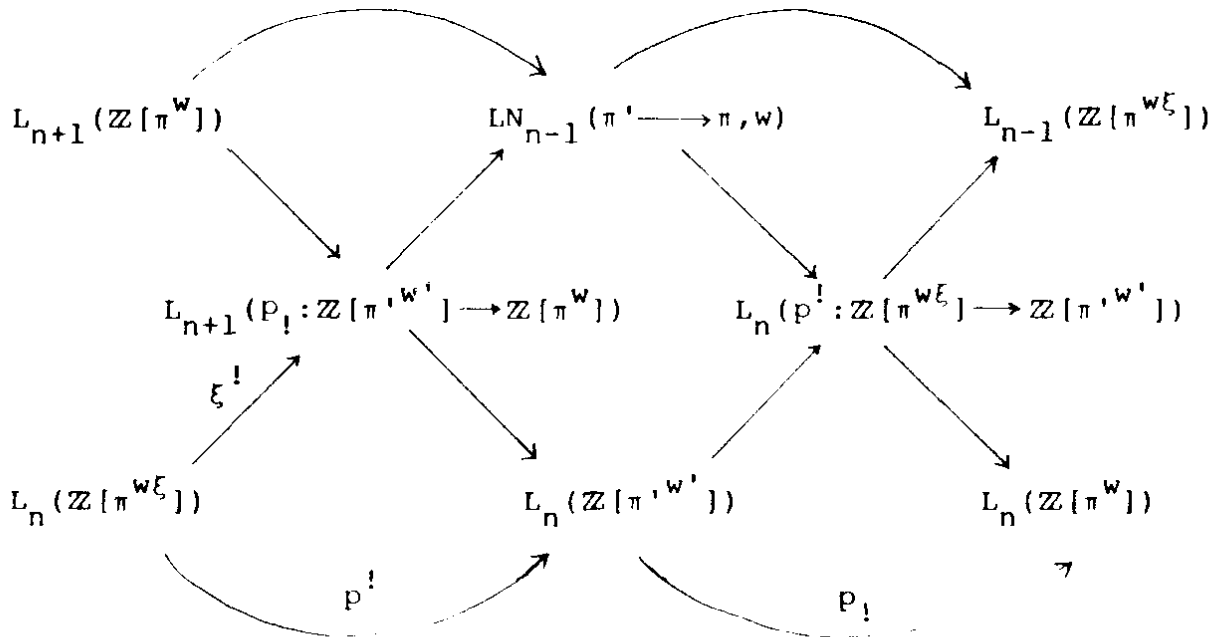 L_{n+1}(ℤ[π^w]) LN_{n-1}(π'⟶π,w) L_{n-1}(ℤ[π^{wξ}])
L_{n+1}(p_!:ℤ[π'^{w'}]⟶ℤ[π^w]) L_n(p^!:ℤ[π^{wξ}]⟶ℤ[π'^{w'}])
ξ^!
L_n(ℤ[π^{wξ}]) L_n(ℤ[π'^{w'}]) L_n(ℤ[π^w])
p^! p_!